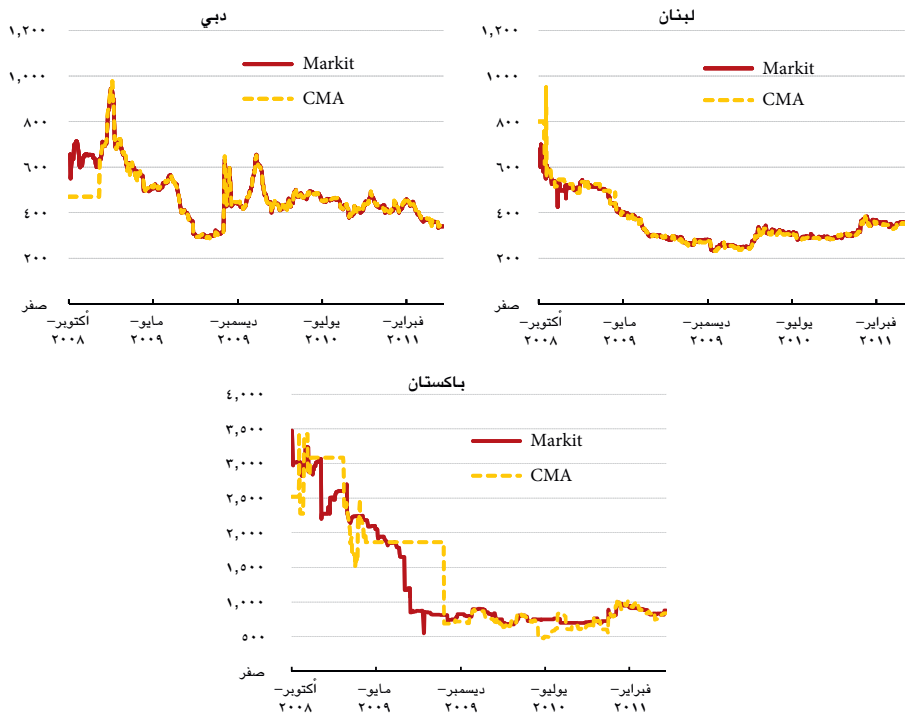 دبي
١,٢٠٠
١,٠٠٠
٨٠٠
٦٠٠
٤٠٠
٢٠٠
صفر
Markit
CMA
أكتوبر–
٢٠٠٨
مايو–
٢٠٠٩
ديسمبر–
٢٠٠٩
يوليو–
٢٠١٠
فبراير–
٢٠١١
لبنان
١,٢٠٠
١٠٠٠
٨٠٠
٦٠٠
٤٠٠
٢٠٠
صفر
Markit
CMA
أكتوبر–
٢٠٠٨
مايو–
٢٠٠٩
ديسمبر–
٢٠٠٩
يوليو–
٢٠١٠
فبراير–
٢٠١١
باكستان
٤,٠٠٠
٣,٥٠٠
٣,٠٠٠
٢,٥٠٠
٢,٠٠٠
١,٥٠٠
١,٠٠٠
٥٠٠
صفر
Markit
CMA
أكتوبر–
٢٠٠٨
مايو–
٢٠٠٩
ديسمبر–
٢٠٠٩
يوليو–
٢٠١٠
فبراير–
٢٠١١